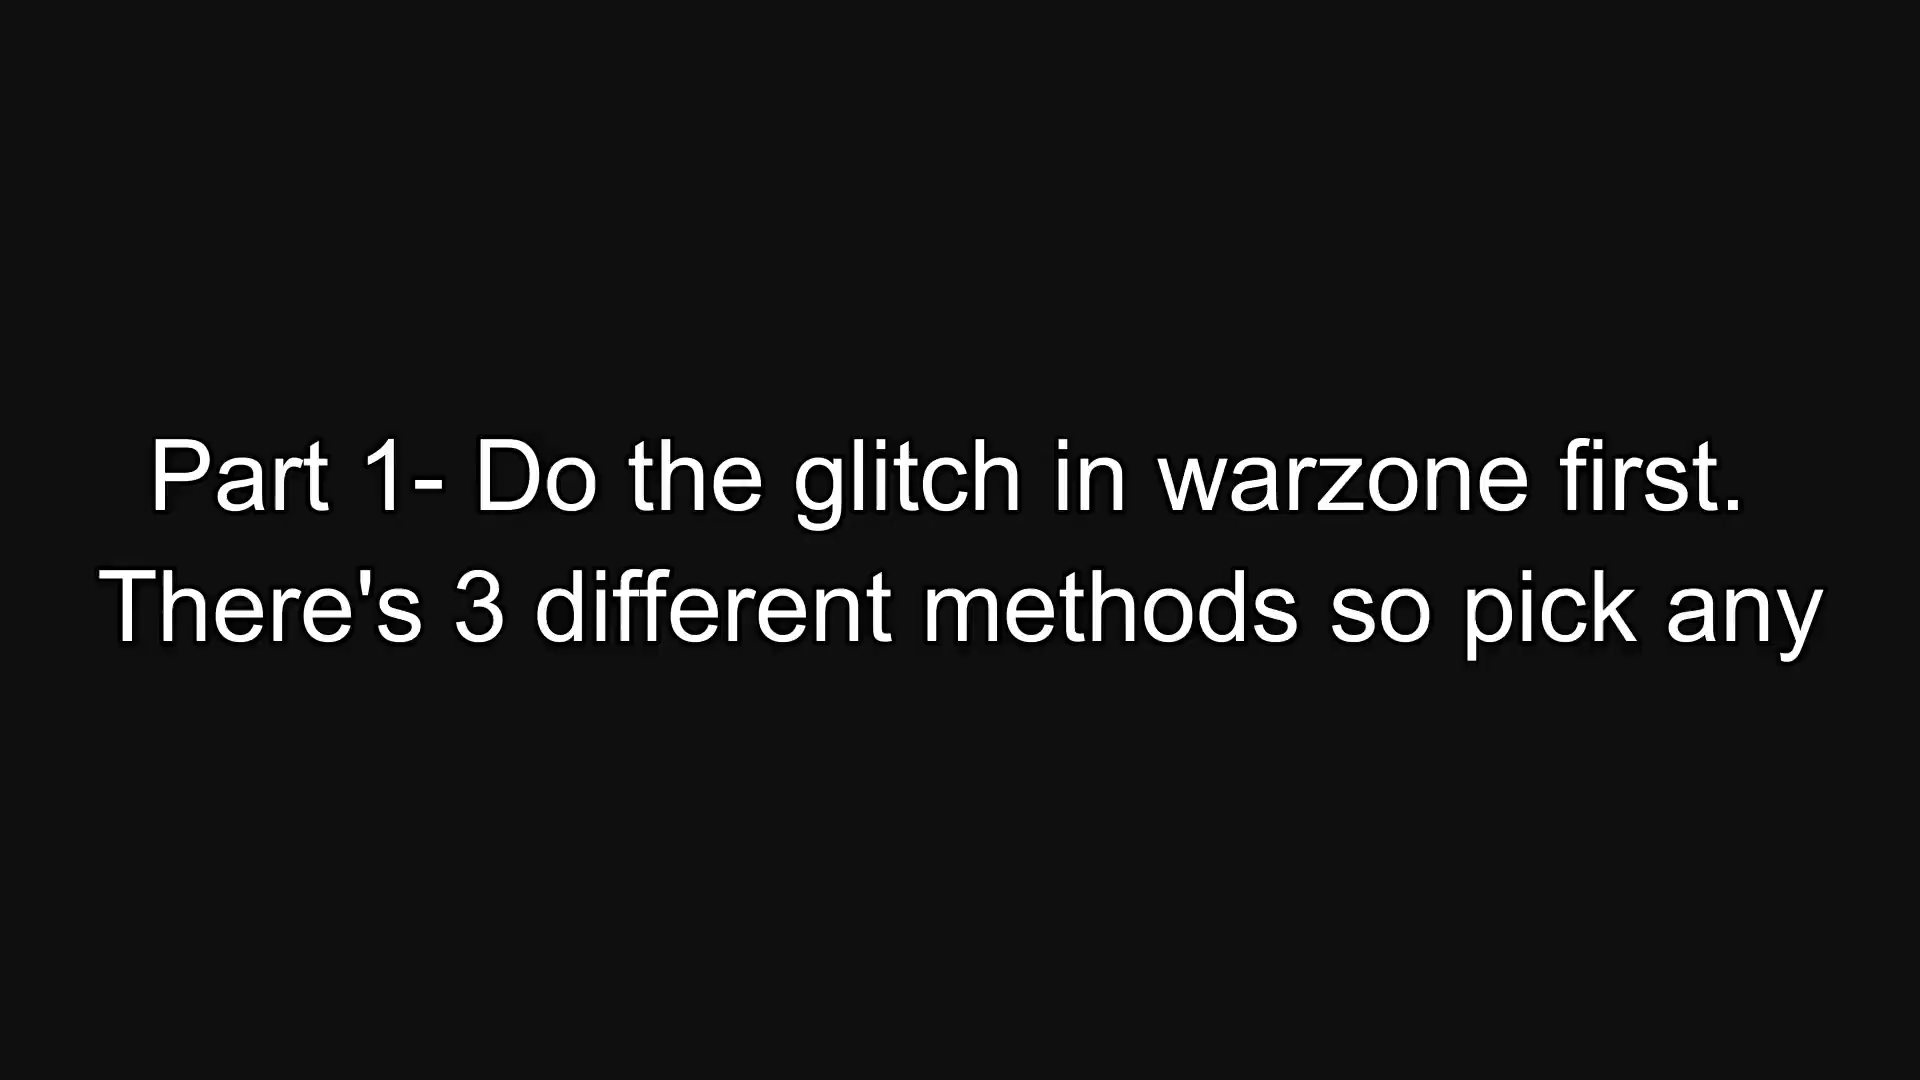 Part 1- Do the glitch in warzone first.
There's 3 different methods so pick any